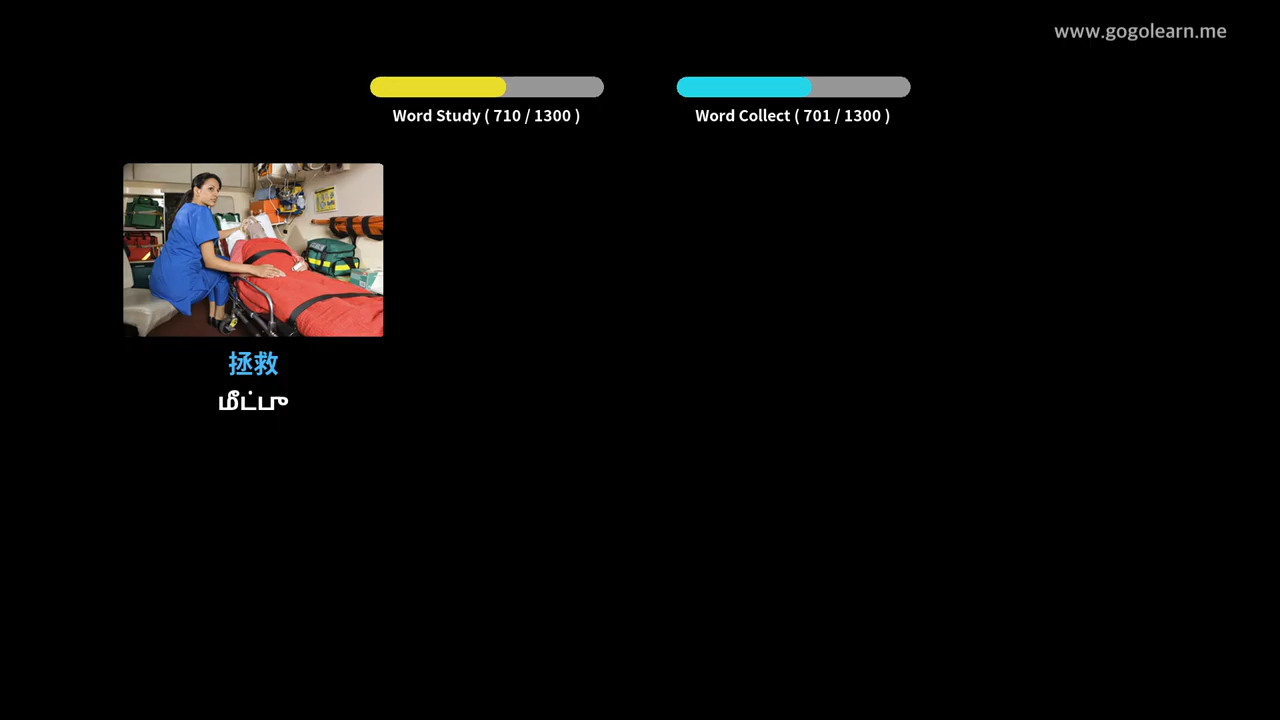 www.gogolearn.me
Word Study ( 710 / 1300 )
Word Collect ( 701 / 1300 )
拯救
மீட்பு